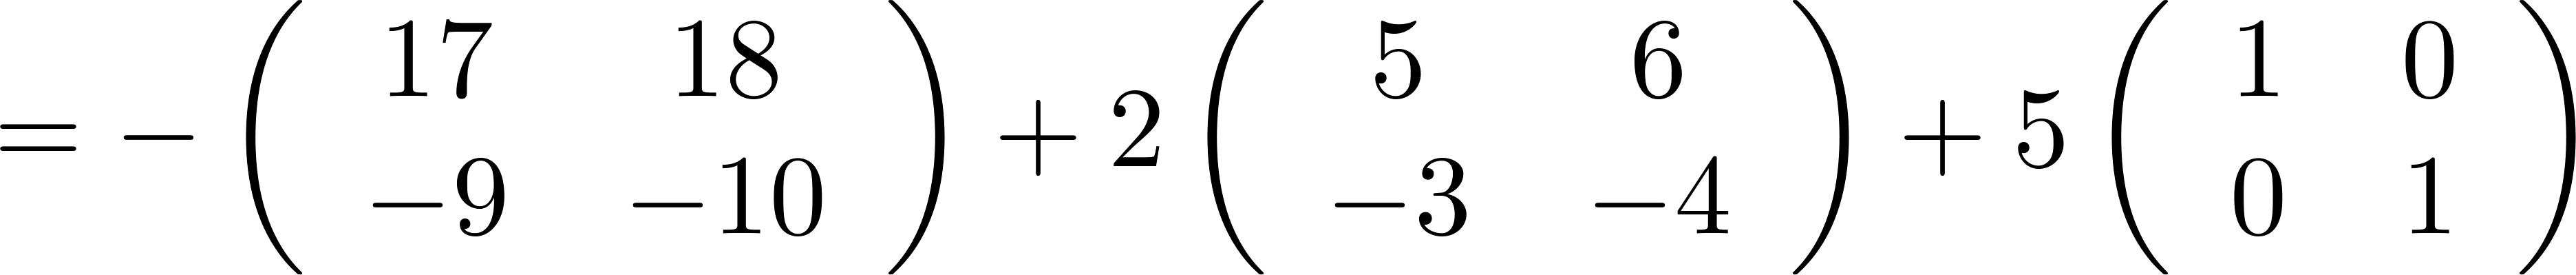 = − ( 17 18 −9 −10 ) + 2 ( 5 6 −3 −4 ) + 5 ( 1 0 0 1 )